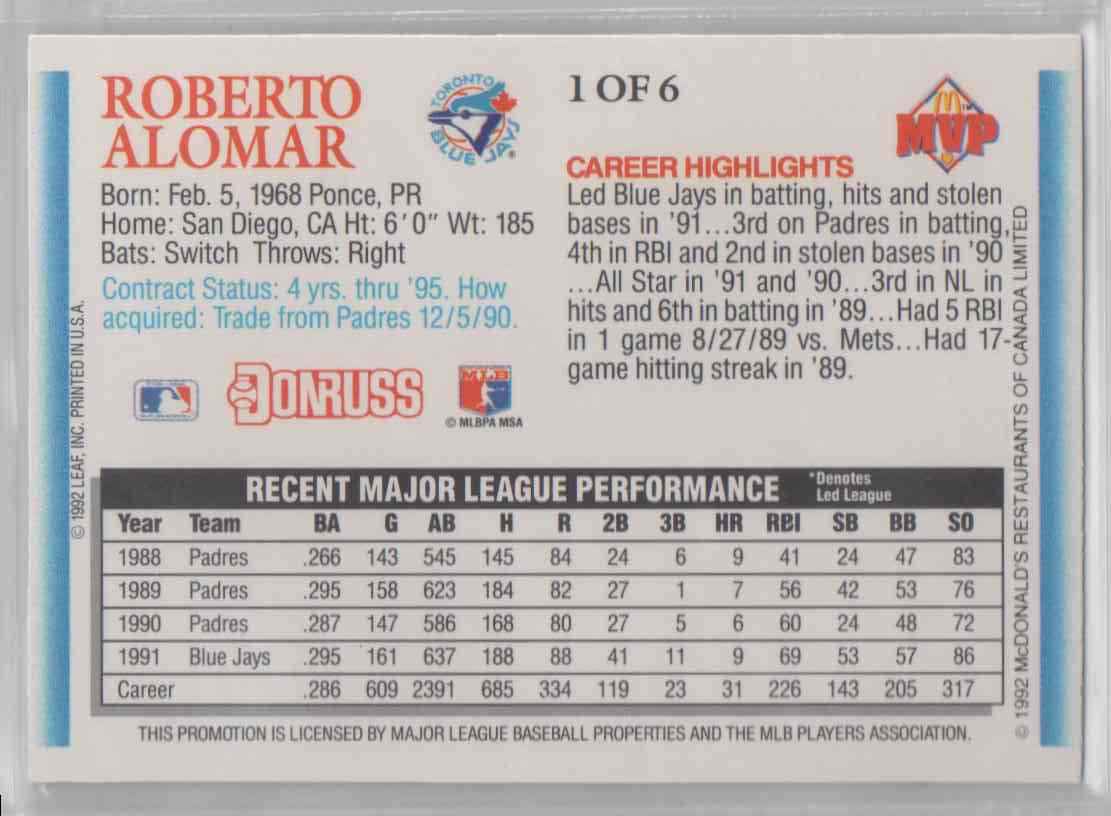 ROBERTO
ALOMAR
TORONTO
BLUE JAYS
Born: Feb. 5, 1968 Ponce, PR
Home: San Diego, CA Ht: 6' 0" Wt: 185
Bats: Switch Throws: Right
Contract Status: 4 yrs. thru '95. How
acquired: Trade from Padres 12/5/90.
DONRUSS
MLB
© MLBPA MSA
1 OF 6
MVP
CAREER HIGHLIGHTS
Led Blue Jays in batting, hits and stolen
bases in '91...3rd on Padres in batting,
4th in RBI and 2nd in stolen bases in '90
...All Star in '91 and '90...3rd in NL in
hits and 6th in batting in '89...Had 5 RBI
in 1 game 8/27/89 vs. Mets...Had 17-
game hitting streak in '89.
© 1992 LEAF, INC. PRINTED IN U.S.A.
© 1992 McDONALD'S RESTAURANTS OF CANADA LIMITED
RECENT MAJOR LEAGUE PERFORMANCE
*Denotes
Led League
Year Team BA G AB H R 2B 3B HR RBI SB BB SO
1988 Padres .266 143 545 145 84 24 6 9 41 24 47 83
1989 Padres .295 158 623 184 82 27 1 7 56 42 53 76
1990 Padres .287 147 586 168 80 27 5 6 60 24 48 72
1991 Blue Jays .295 161 637 188 88 41 11 9 69 53 57 86
Career .286 609 2391 685 334 119 23 31 226 143 205 317
THIS PROMOTION IS LICENSED BY MAJOR LEAGUE BASEBALL PROPERTIES AND THE MLB PLAYERS ASSOCIATION.